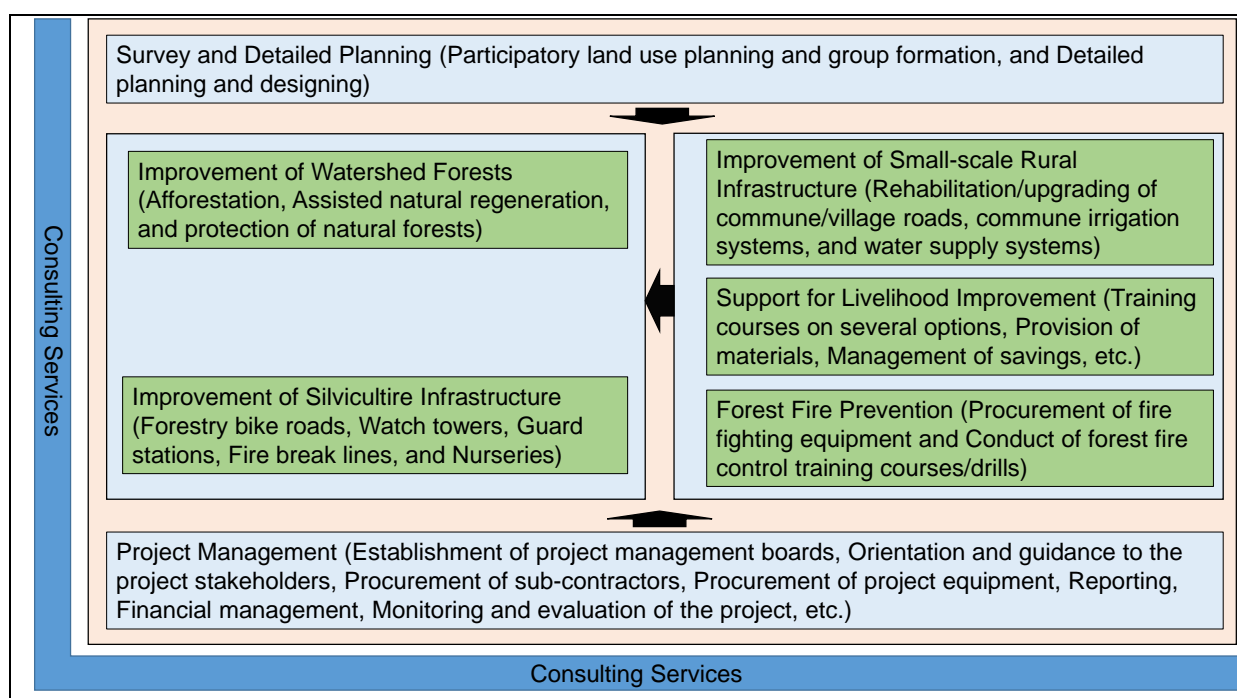 Survey and Detailed Planning (Participatory land use planning and group formation, and Detailed
planning and designing)
Consulting Services
Improvement of Watershed Forests
(Afforestation, Assisted natural regeneration,
and protection of natural forests)
Improvement of Silvicultire Infrastructure
(Forestry bike roads, Watch towers, Guard
stations, Fire break lines, and Nurseries)
Improvement of Small-scale Rural
Infrastructure (Rehabilitation/upgrading of
commune/village roads, commune irrigation
systems, and water supply systems)
Support for Livelihood Improvement (Training
courses on several options, Provision of
materials, Management of savings, etc.)
Forest Fire Prevention (Procurement of fire
fighting equipment and Conduct of forest fire
control training courses/drills)
Project Management (Establishment of project management boards, Orientation and guidance to the
project stakeholders, Procurement of sub-contractors, Procurement of project equipment, Reporting,
Financial management, Monitoring and evaluation of the project, etc.)
Consulting Services